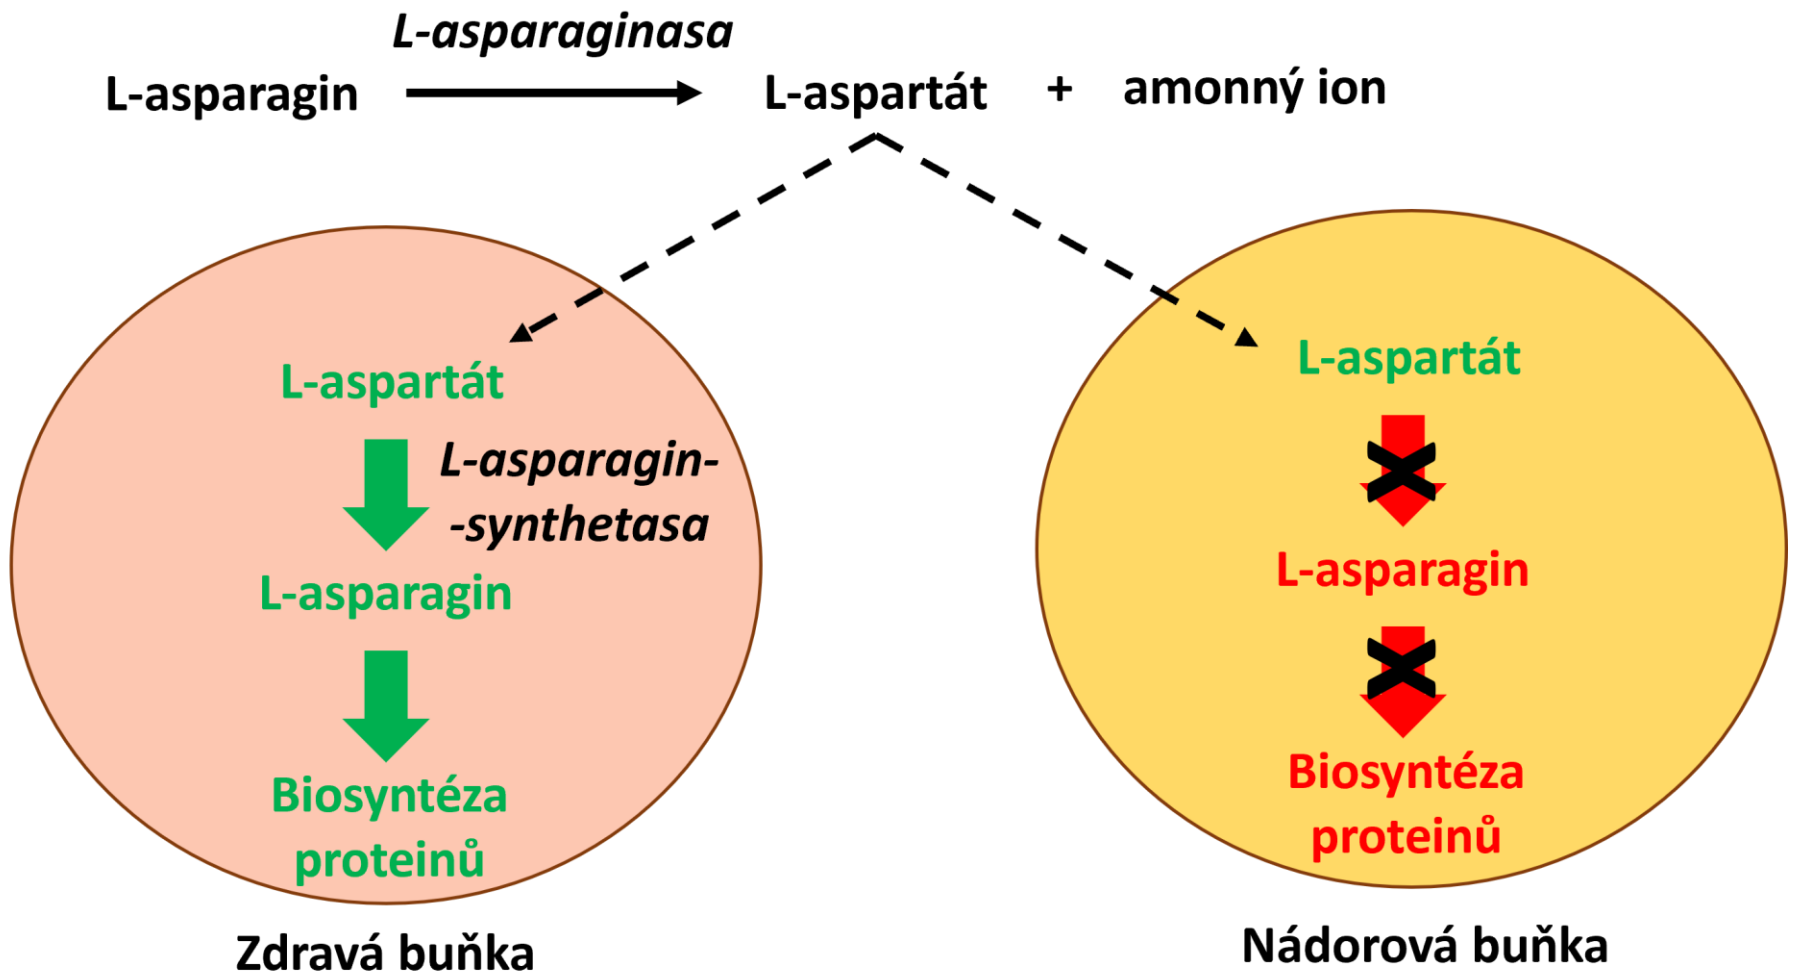 L-asparaginasa
L-asparagin
L-aspartát + amonný ion
L-aspartát
L-asparagin-
-synthetasa
L-asparagin
Biosyntéza
proteinů
Zdravá buňka
L-aspartát
X
L-asparagin
X
Biosyntéza
proteinů
Nádorová buňka